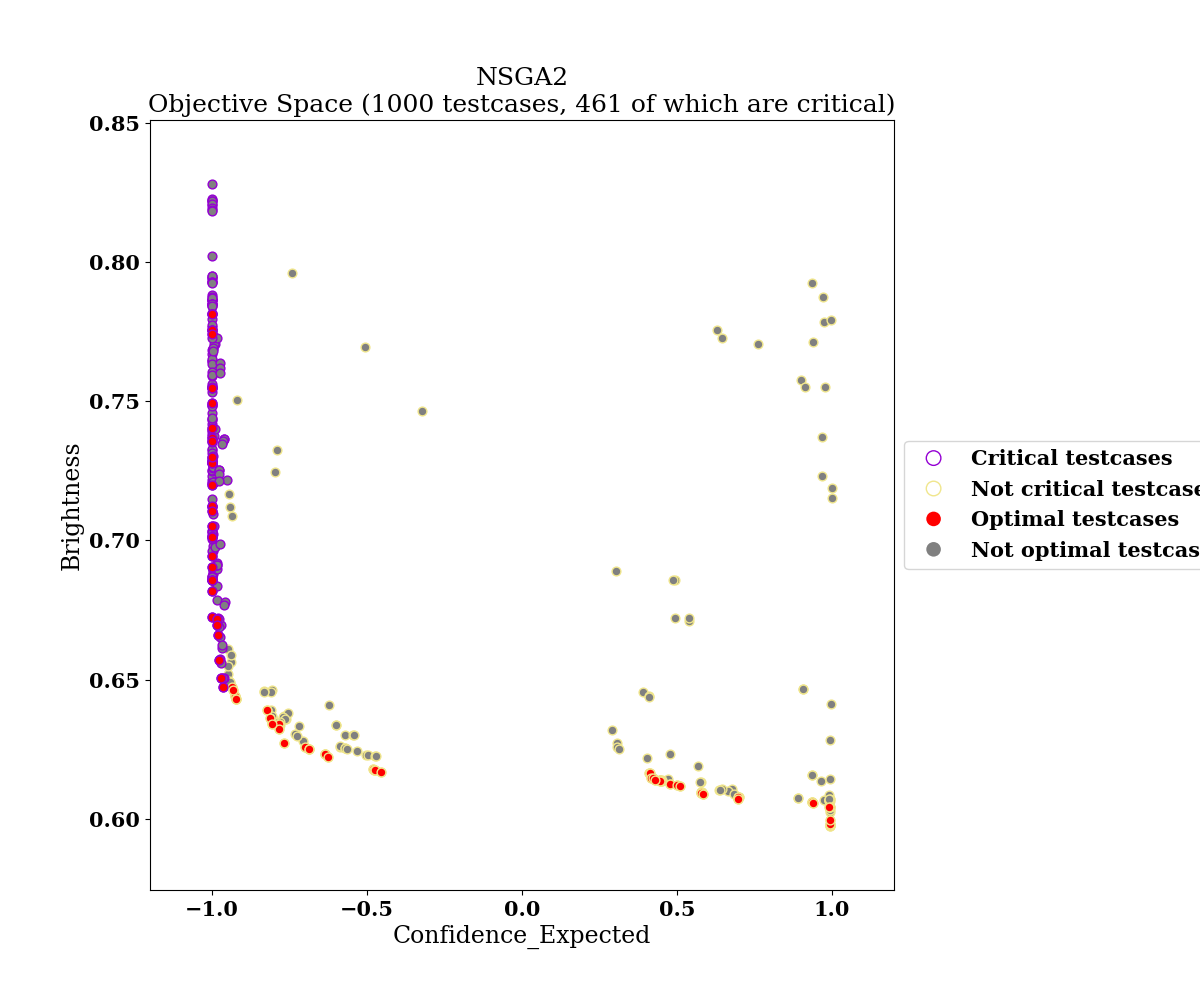 NSGA2
Objective Space (1000 testcases, 461 of which are critical)
0.85
0.80
0.75
0.70
0.65
0.60
Brightness
−1.0
−0.5
0.0
0.5
1.0
Confidence_Expected
Critical testcases
Not critical testcase
Optimal testcases
Not optimal testcas